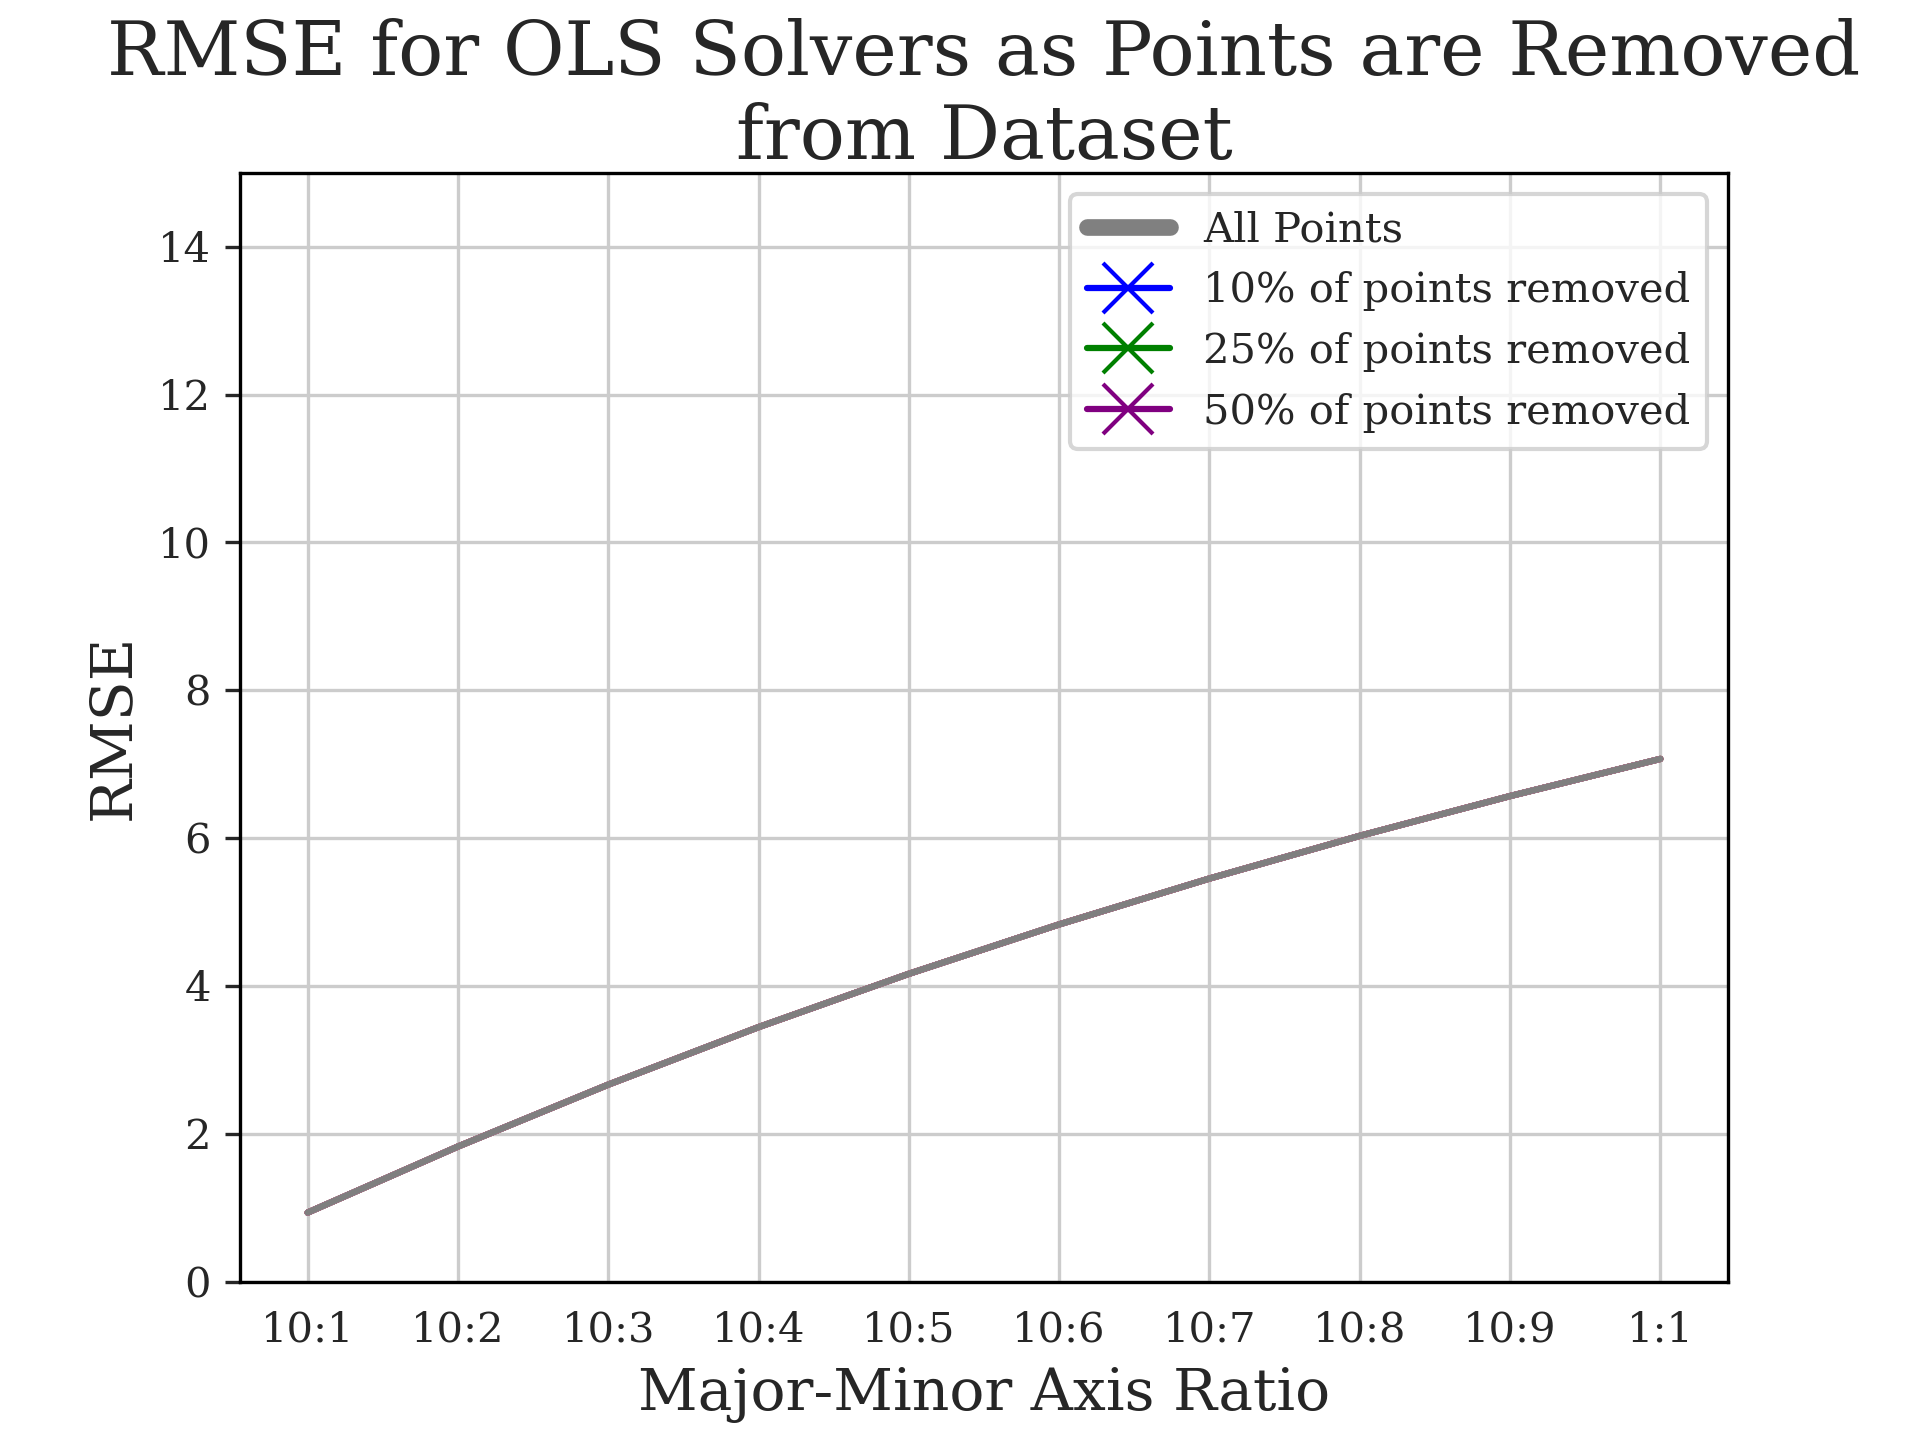 RMSE for OLS Solvers as Points are Removed
from Dataset
All Points
10% of points removed
25% of points removed
50% of points removed
14
12
10
8
6
4
2
0
RMSE
10:1 10:2 10:3 10:4 10:5 10:6 10:7 10:8 10:9 1:1
Major-Minor Axis Ratio